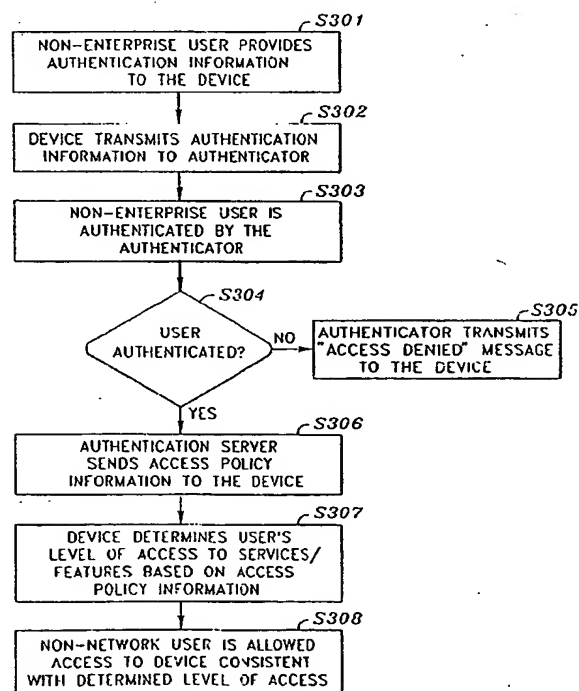 S301
NON-ENTERPRISE USER PROVIDES
AUTHENTICATION INFORMATION
TO THE DEVICE
S302
DEVICE TRANSMITS AUTHENTICATION
INFORMATION TO AUTHENTICATOR
S303
NON-ENTERPRISE USER IS
AUTHENTICATED BY THE
AUTHENTICATOR
S304
USER
AUTHENTICATED?
NO
S305
AUTHENTICATOR TRANSMITS
"ACCESS DENIED" MESSAGE
TO THE DEVICE
YES
S306
AUTHENTICATION SERVER
SENDS ACCESS POLICY
INFORMATION TO THE DEVICE
S307
DEVICE DETERMINES USER'S
LEVEL OF ACCESS TO SERVICES/
FEATURES BASED ON ACCESS
POLICY INFORMATION
S308
NON-NETWORK USER IS ALLOWED
ACCESS TO DEVICE CONSISTENT
WITH DETERMINED LEVEL OF ACCESS